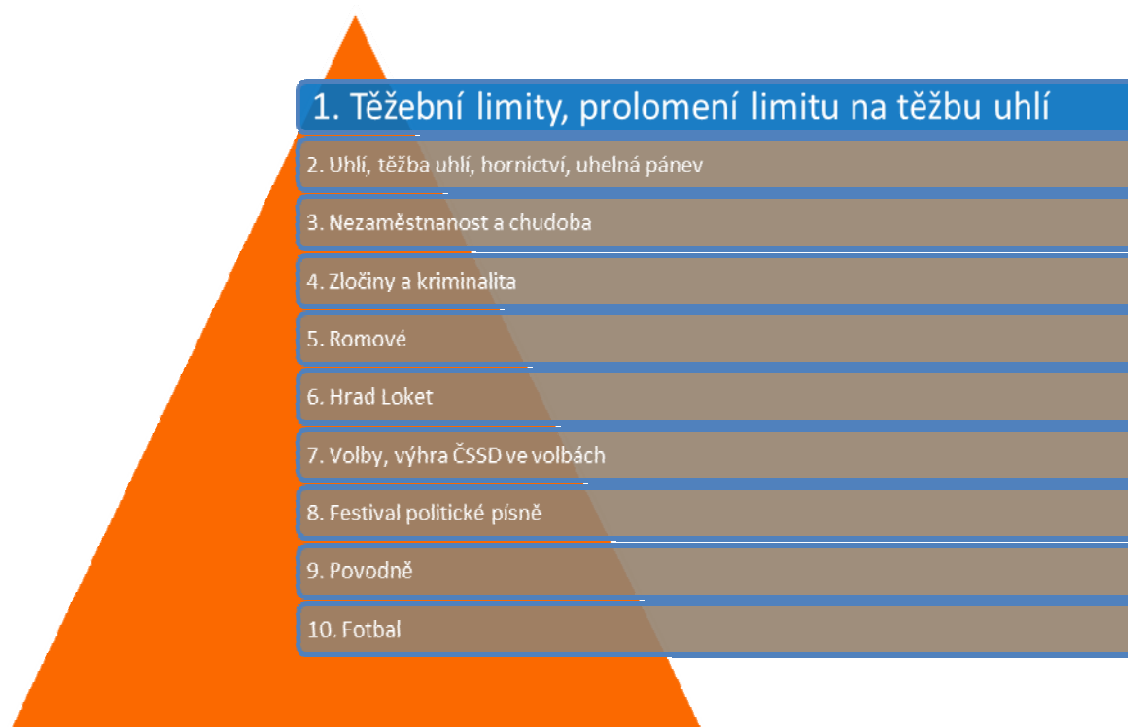 1. Těžební limity, prolomení limitu na těžbu uhlí
2. Uhlí, těžba uhlí, hornictví, uhelná pánev
3. Nezaměstnanost a chudoba
4. Zločiny a kriminalita
5. Romové
6. Hrad Loket
7. Volby, výhra ČSSD ve volbách
8. Festival politické písně
9. Povodně
10. Fotbal